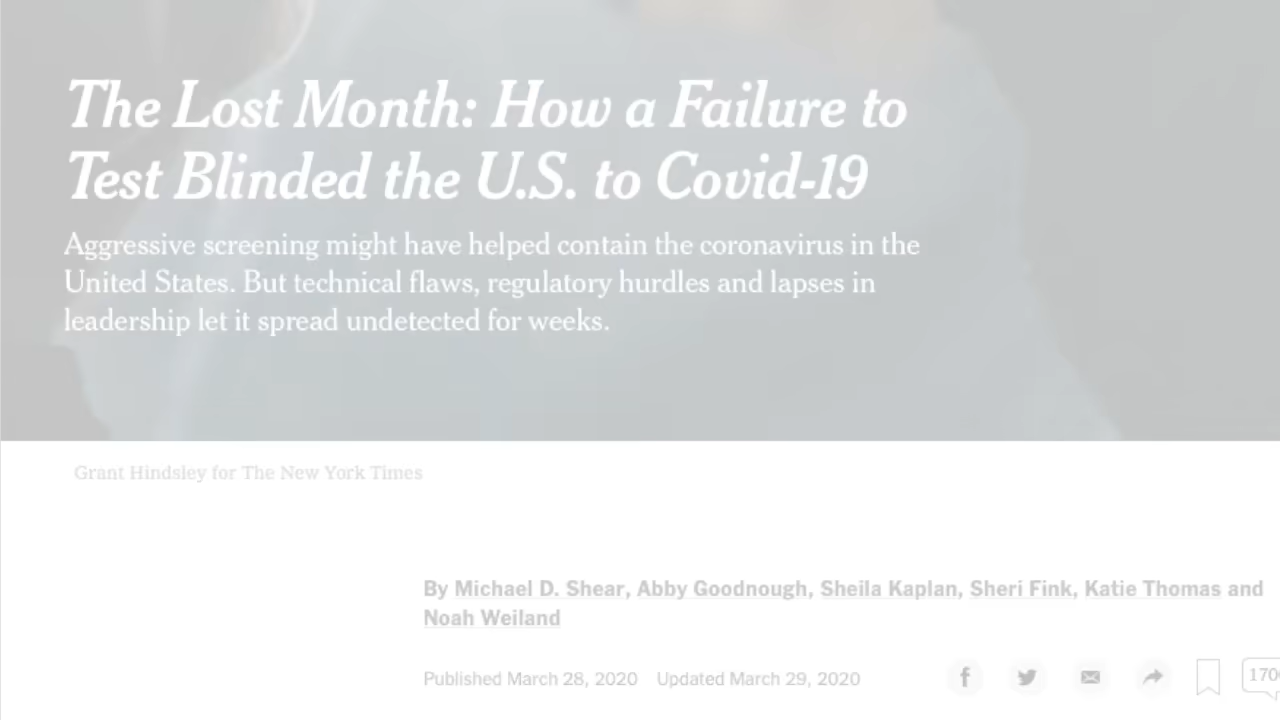 The Lost Month: How a Failure to
Test Blinded the U.S. to Covid-19
Aggressive screening might have helped contain the coronavirus in the
United States. But technical flaws, regulatory hurdles and lapses in
leadership let it spread undetected for weeks.
Grant Hindsley for The New York Times
By Michael D. Shear, Abby Goodnough, Sheila Kaplan, Sheri Fink, Katie Thomas and
Noah Weiland
Published March 28, 2020 Updated March 29, 2020